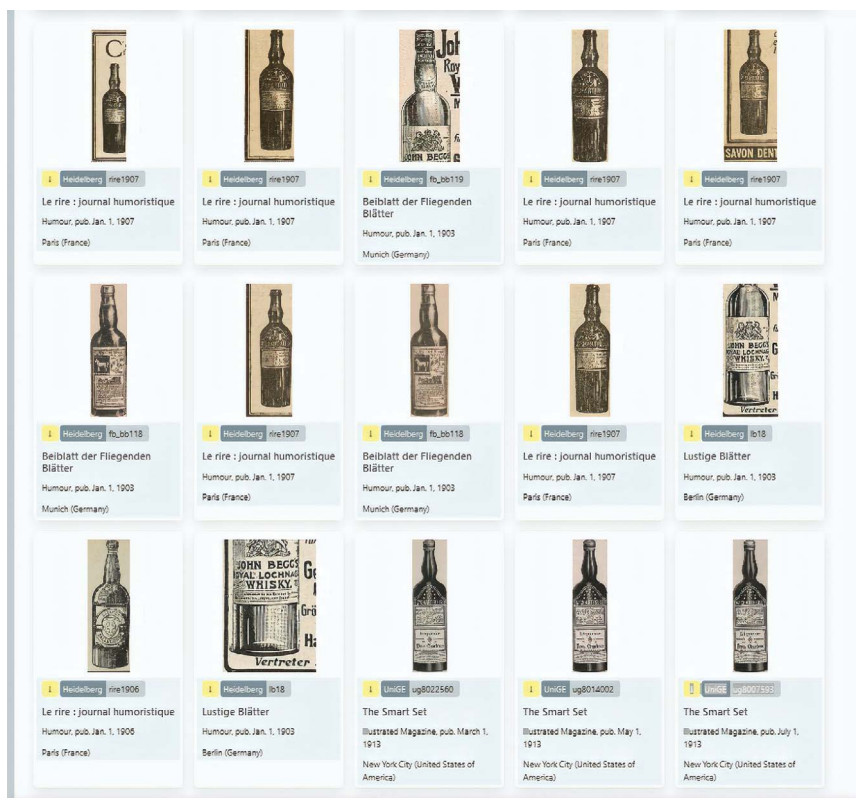 C
Joh
Roy
JOHN BEGG
SAVON DENT
Heidelberg rire1907
Heidelberg rire1907
Heidelberg fb_bb119
Heidelberg rire1907
Heidelberg rire1907
Le rire : journal humoristique
Le rire : journal humoristique
Beiblatt der Fliegenden
Blätter
Le rire : journal humoristique
Le rire : journal humoristique
Humour, pub. Jan. 1, 1907
Humour, pub. Jan. 1, 1907
Humour, pub. Jan. 1, 1903
Humour, pub. Jan. 1, 1907
Humour, pub. Jan. 1, 1907
Paris (France)
Paris (France)
Munich (Germany)
Paris (France)
Paris (France)
JOHN BEGG'S
ROYAL LOCHNAG
WHISKY.
Vertreter
Heidelberg fb_bb118
Heidelberg rire1907
Heidelberg fb_bb118
Heidelberg rire1907
Heidelberg lb18
Beiblatt der Fliegenden
Blätter
Le rire : journal humoristique
Beiblatt der Fliegenden
Blätter
Le rire : journal humoristique
Lustige Blätter
Humour, pub. Jan. 1, 1903
Humour, pub. Jan. 1, 1907
Humour, pub. Jan. 1, 1903
Humour, pub. Jan. 1, 1907
Humour, pub. Jan. 1, 1903
Munich (Germany)
Paris (France)
Munich (Germany)
Paris (France)
Berlin (Germany)
JOHN BEGG'S
OYAL LOCHNAG
WHISKY.
Ge
Grö
Ha
Vertreter
Heidelberg rire1906
Heidelberg lb18
UniGE ug8022560
UniGE ug8014002
UniGE ug8007593
Le rire : journal humoristique
Lustige Blätter
The Smart Set
The Smart Set
The Smart Set
Humour, pub. Jan. 1, 1906
Humour, pub. Jan. 1, 1903
Illustrated Magazine, pub. March 1,
1913
Illustrated Magazine, pub. May 1,
1913
Illustrated Magazine, pub. July 1,
1913
Paris (France)
Berlin (Germany)
New York City (United States of
America)
New York City (United States of
America)
New York City (United States of
America)